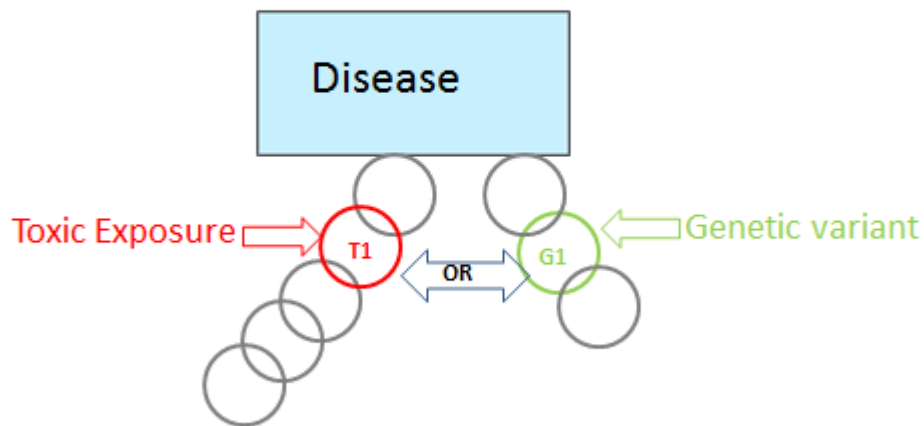 Disease
Toxic Exposure
T1
OR
G1
Genetic variant